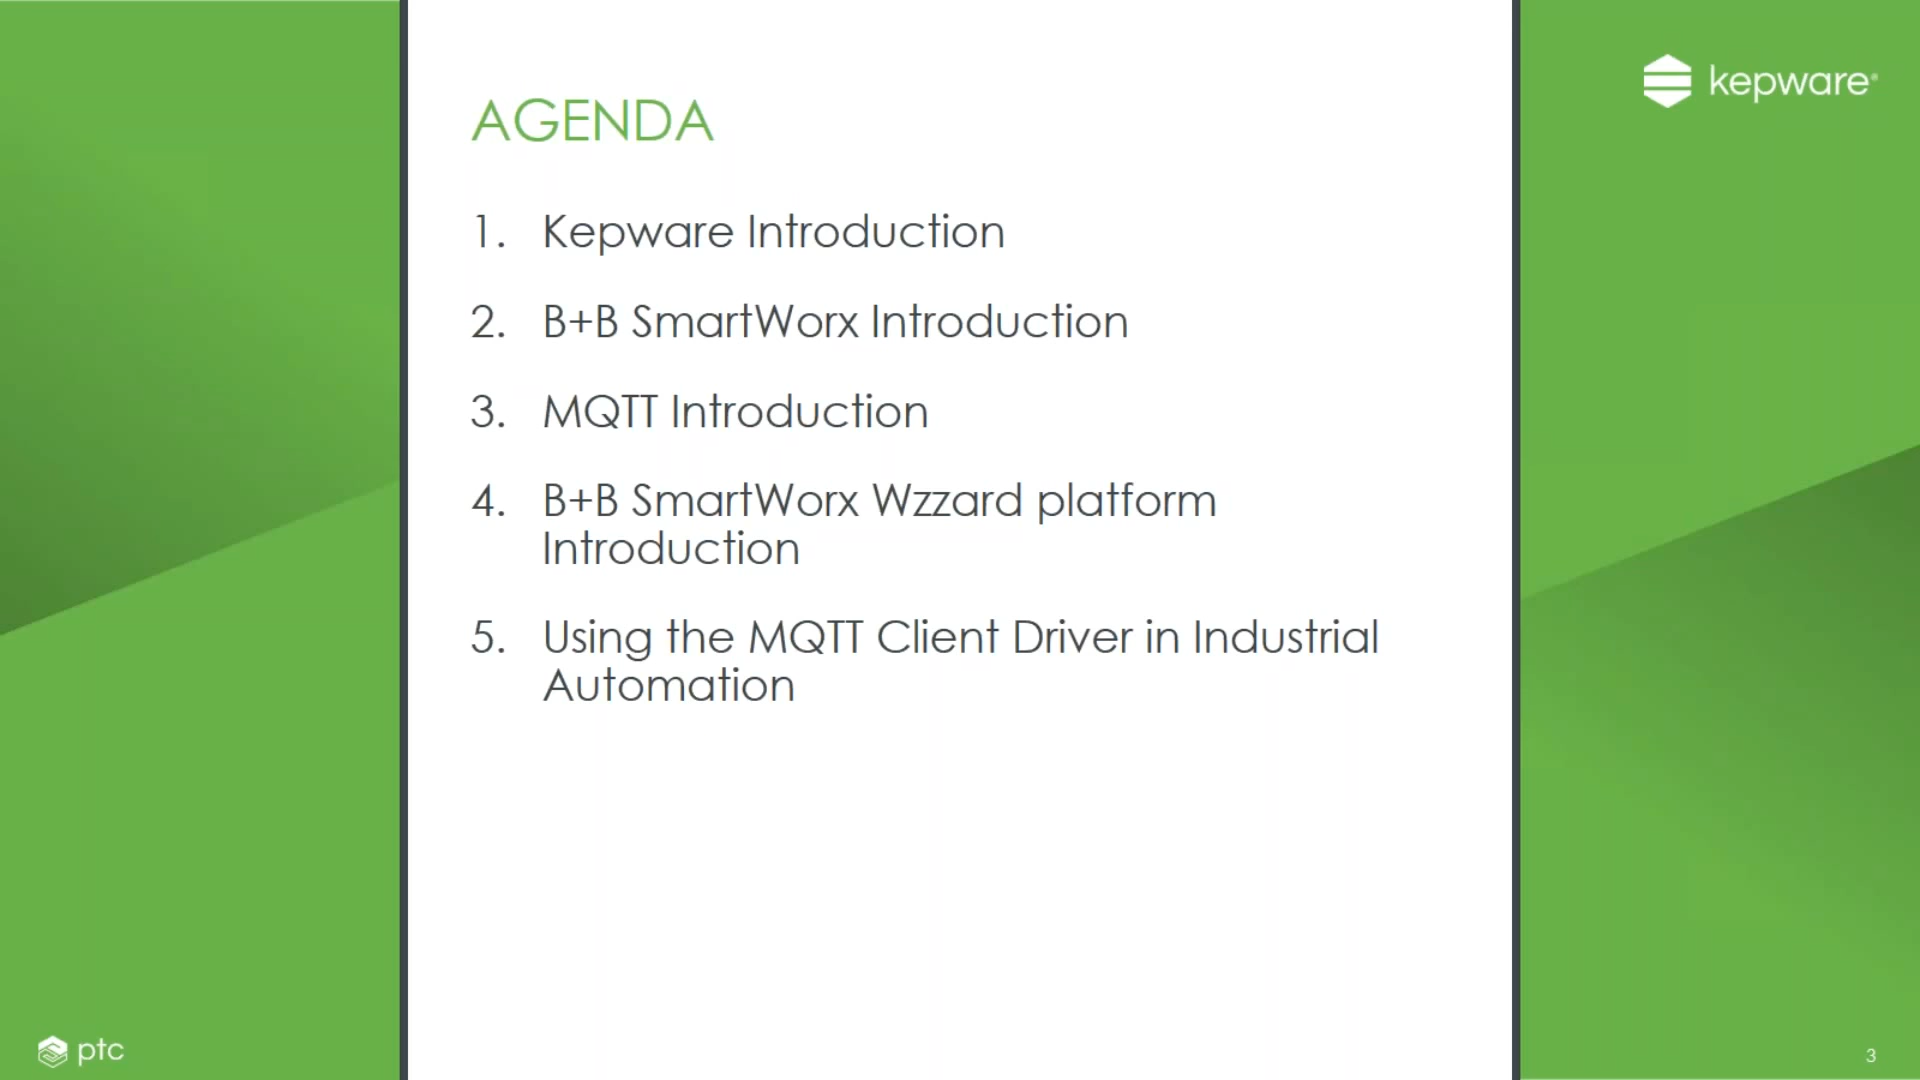 kepware®
AGENDA
1. Kepware Introduction
2. B+B SmartWorx Introduction
3. MQTT Introduction
4. B+B SmartWorx Wzzard platform
Introduction
5. Using the MQTT Client Driver in Industrial
Automation
ptc
3